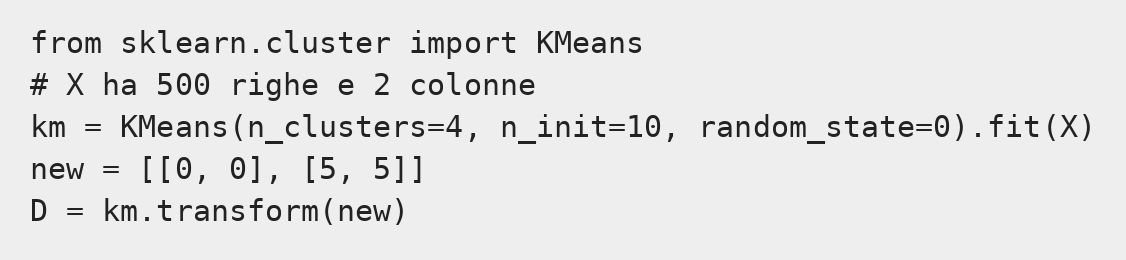 from sklearn.cluster import KMeans
# X ha 500 righe e 2 colonne
km = KMeans(n_clusters=4, n_init=10, random_state=0).fit(X)
new = [[0, 0], [5, 5]]
D = km.transform(new)